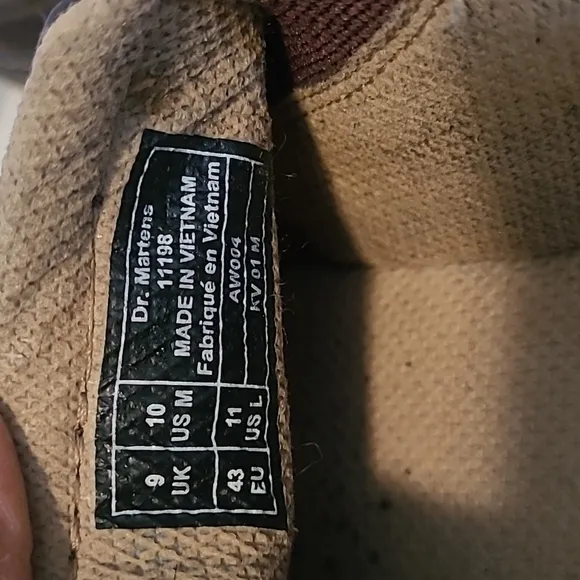 Dr. Martens
11198
MADE IN VIETNAM
Fabriqué en Vietnam
AW004
KV 01 M
10
US M
11
US L
9
UK
43
EU